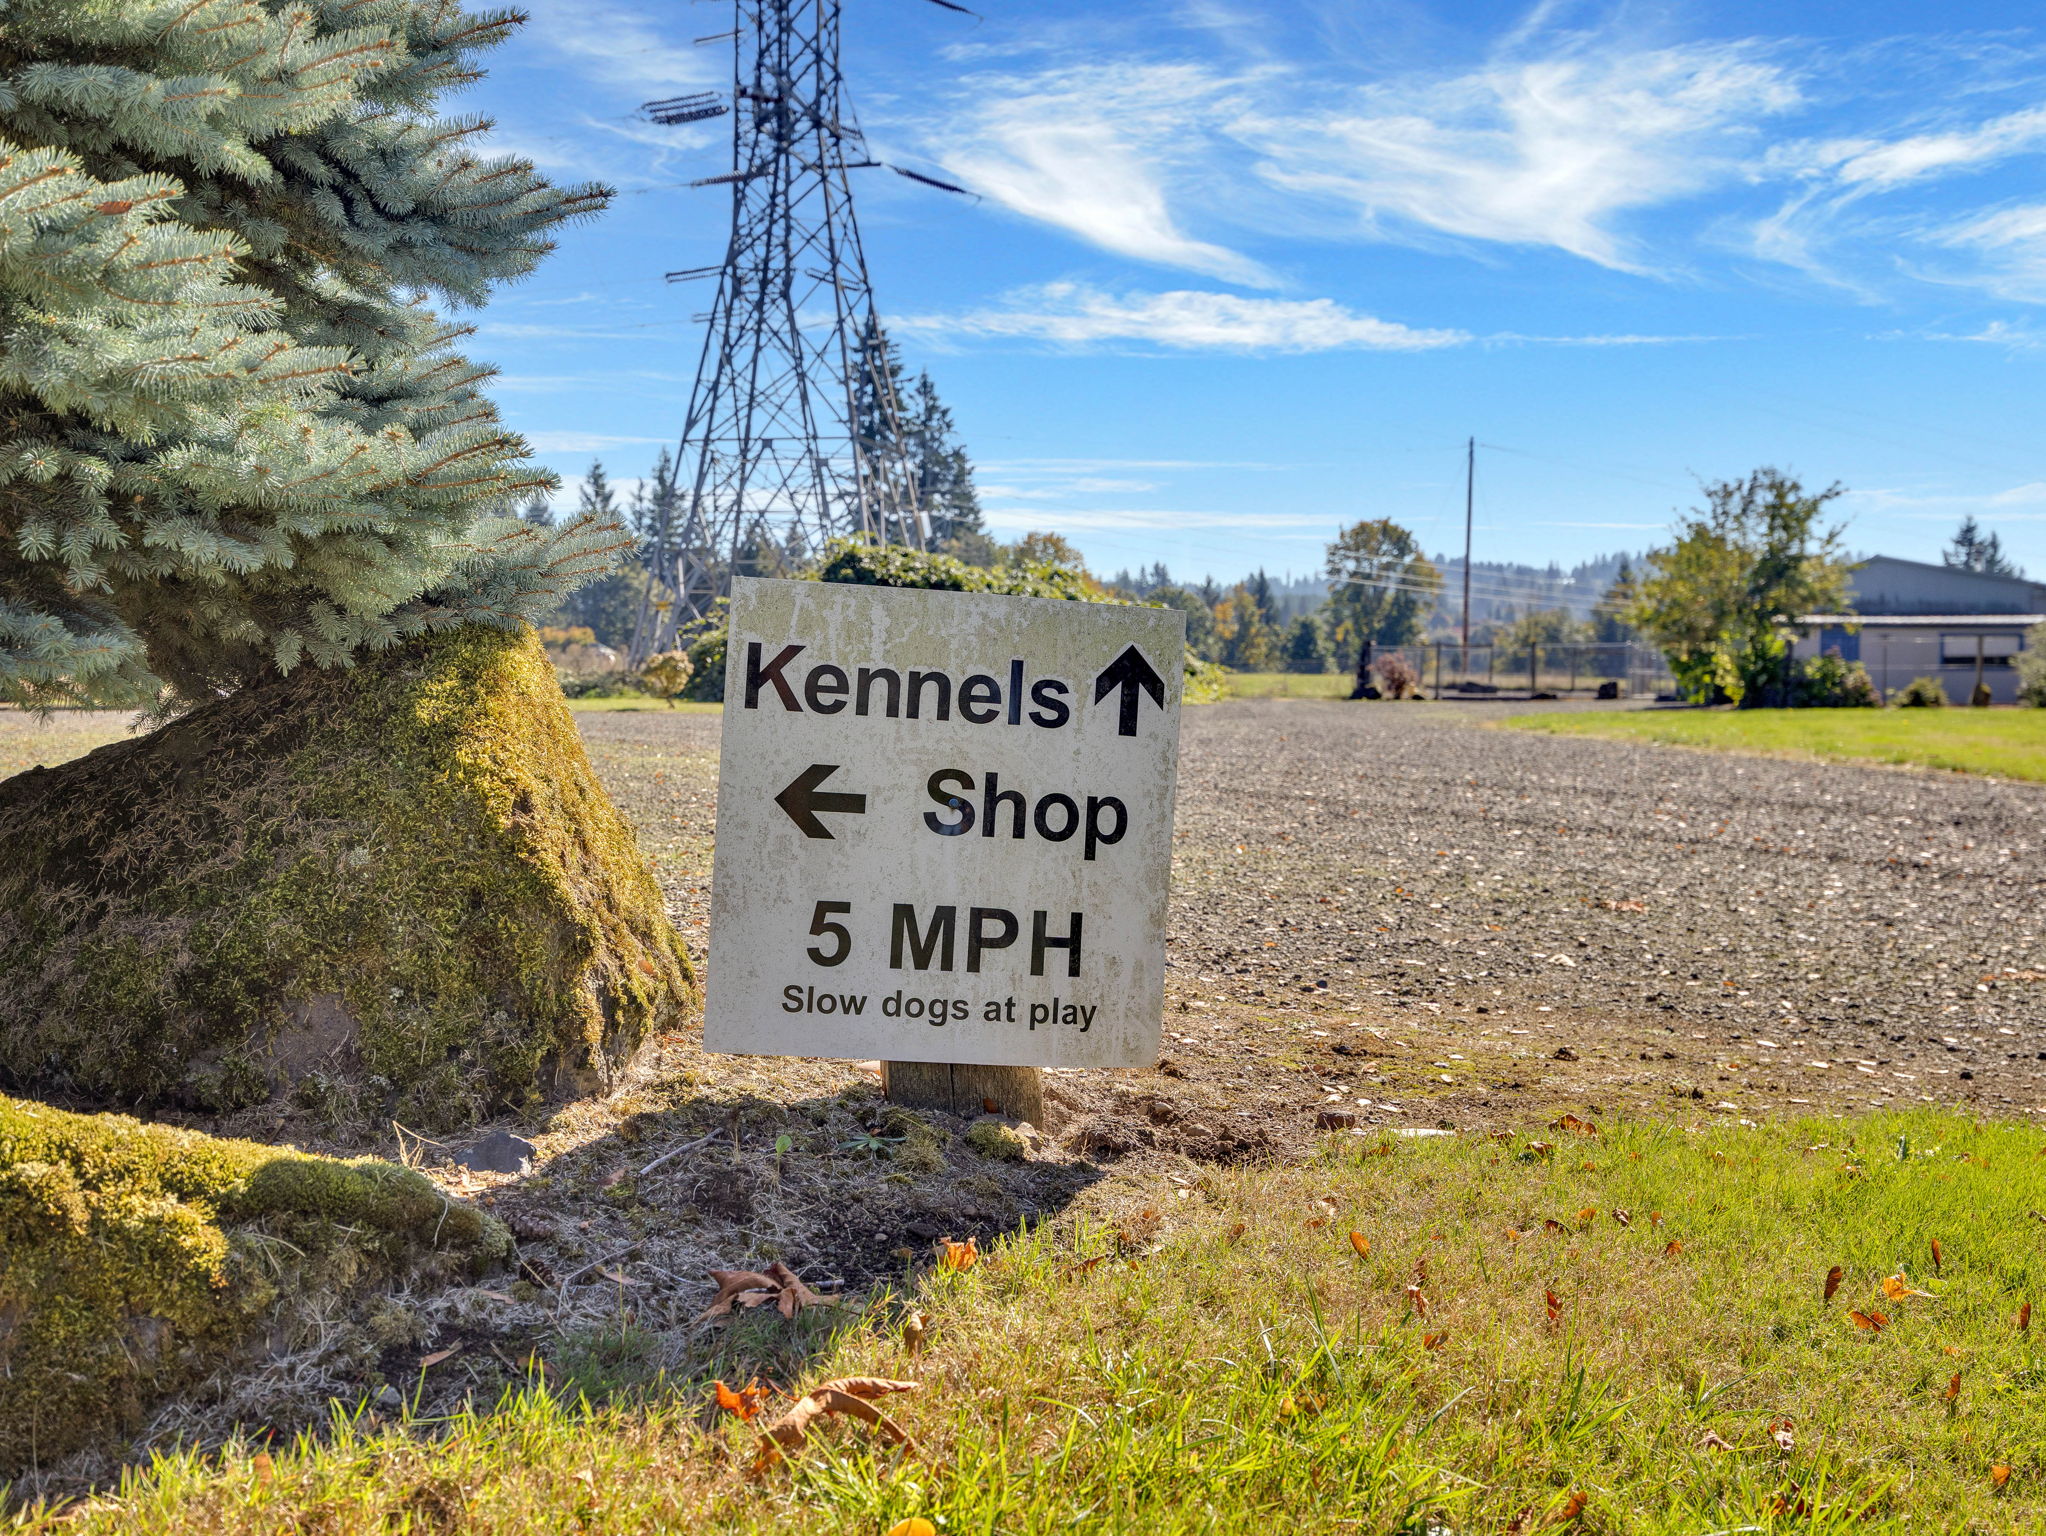 Kennels ↑
← Shop
5 MPH
Slow dogs at play